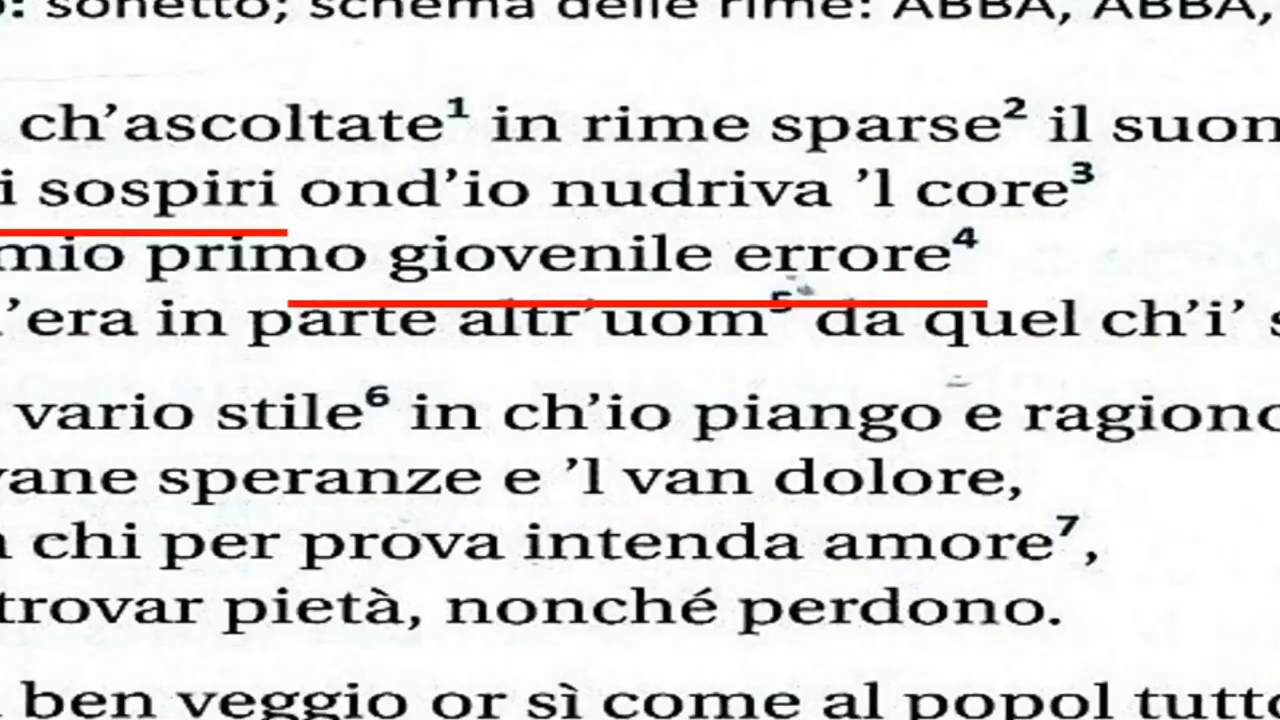 o: sonetto; schema delle rime: ABBA, ABBA,
ch'ascoltate¹ in rime sparse² il suon
i sospiri ond'io nudriva 'l core³
mio primo giovenile errore⁴
'era in parte altr'uom⁵ da quel ch'i' s
vario stile⁶ in ch'io piango e ragiono
vane speranze e 'l van dolore,
chi per prova intenda amore⁷,
trovar pietà, nonché perdono.
ben veggio or sì come al popol tutto